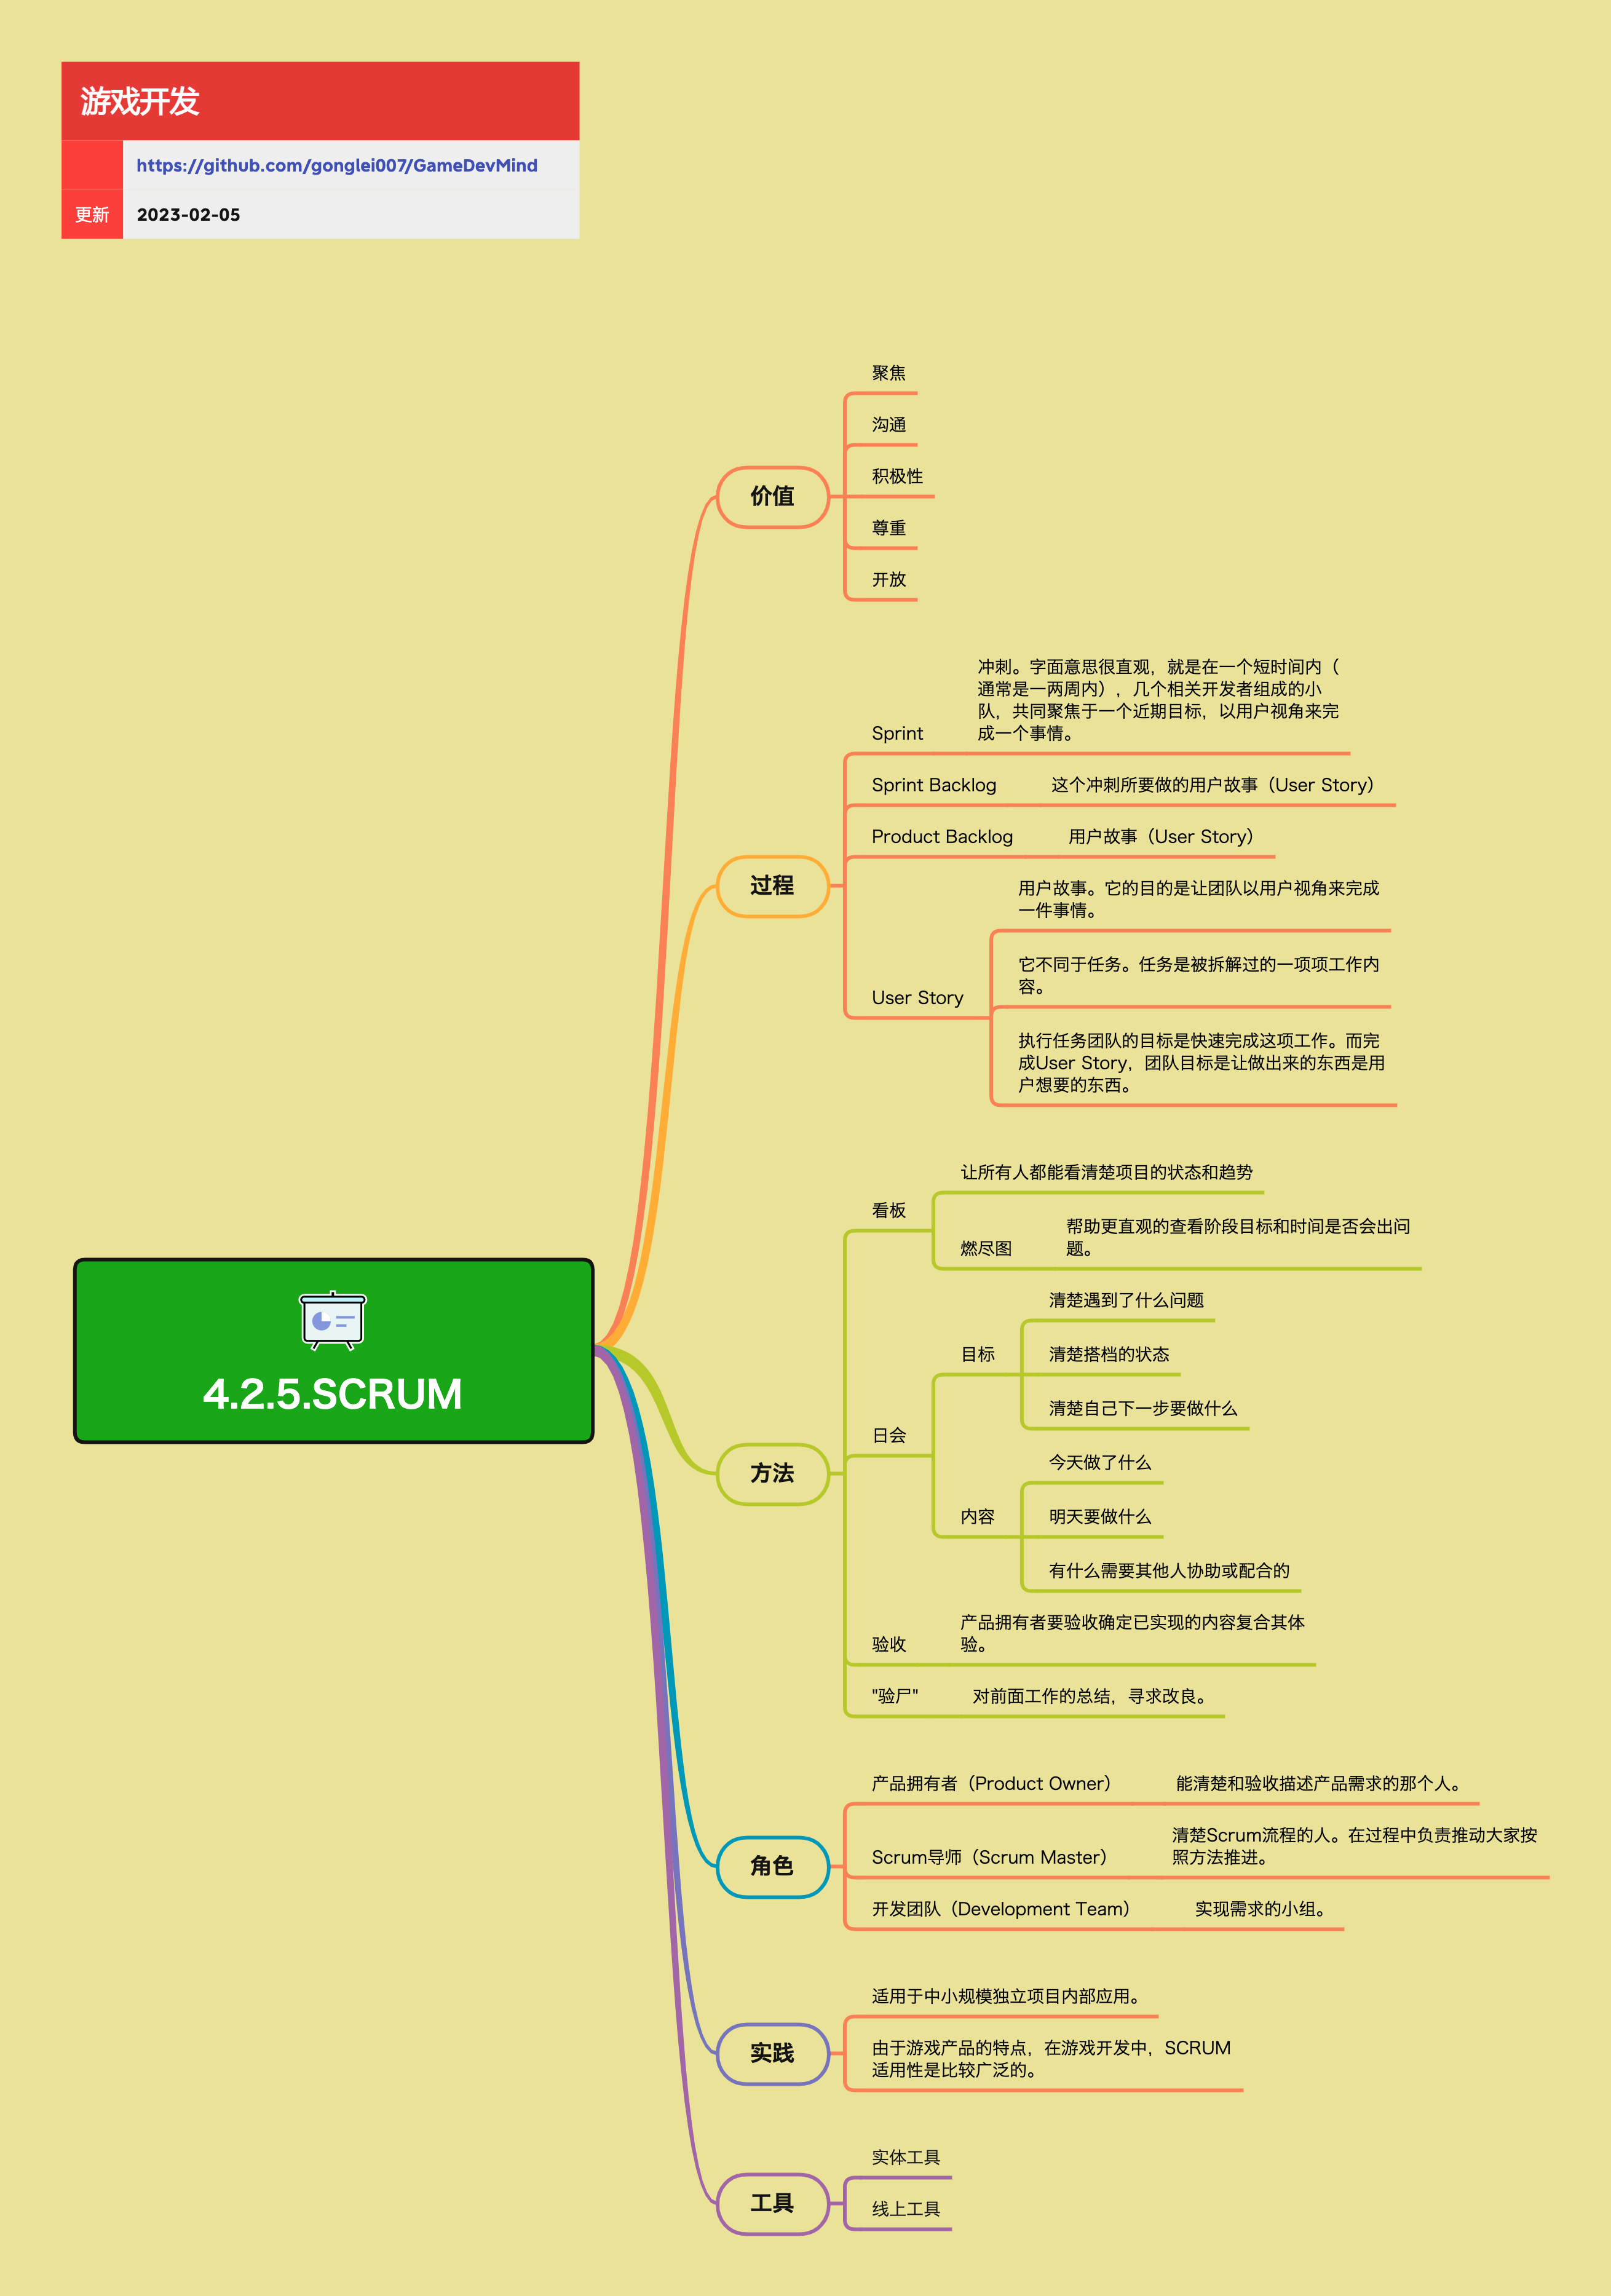 游戏开发
https://github.com/gonglei007/GameDevMind
更新
2023-02-05
4.2.5.SCRUM
价值
聚焦
沟通
积极性
尊重
开放
过程
Sprint
冲刺。字面意思很直观，就是在一个短时间内（
通常是一两周内），几个相关开发者组成的小
队，共同聚焦于一个近期目标，以用户视角来完
成一个事情。
Sprint Backlog
这个冲刺所要做的用户故事（User Story）
Product Backlog
用户故事（User Story）
User Story
用户故事。它的目的是让团队以用户视角来完成
一件事情。
它不同于任务。任务是被拆解过的一项项工作内
容。
执行任务团队的目标是快速完成这项工作。而完
成User Story，团队目标是让做出来的东西是用
户想要的东西。
方法
看板
让所有人都能看清楚项目的状态和趋势
燃尽图
帮助更直观的查看阶段目标和时间是否会出问
题。
日会
目标
清楚遇到了什么问题
清楚搭档的状态
清楚自己下一步要做什么
内容
今天做了什么
明天要做什么
有什么需要其他人协助或配合的
验收
产品拥有者要验收确定已实现的内容复合其体
验。
"验尸"
对前面工作的总结，寻求改良。
角色
产品拥有者（Product Owner）
能清楚和验收描述产品需求的那个人。
Scrum导师（Scrum Master）
清楚Scrum流程的人。在过程中负责推动大家按
照方法推进。
开发团队（Development Team）
实现需求的小组。
实践
适用于中小规模独立项目内部应用。
由于游戏产品的特点，在游戏开发中，SCRUM
适用性是比较广泛的。
工具
实体工具
线上工具